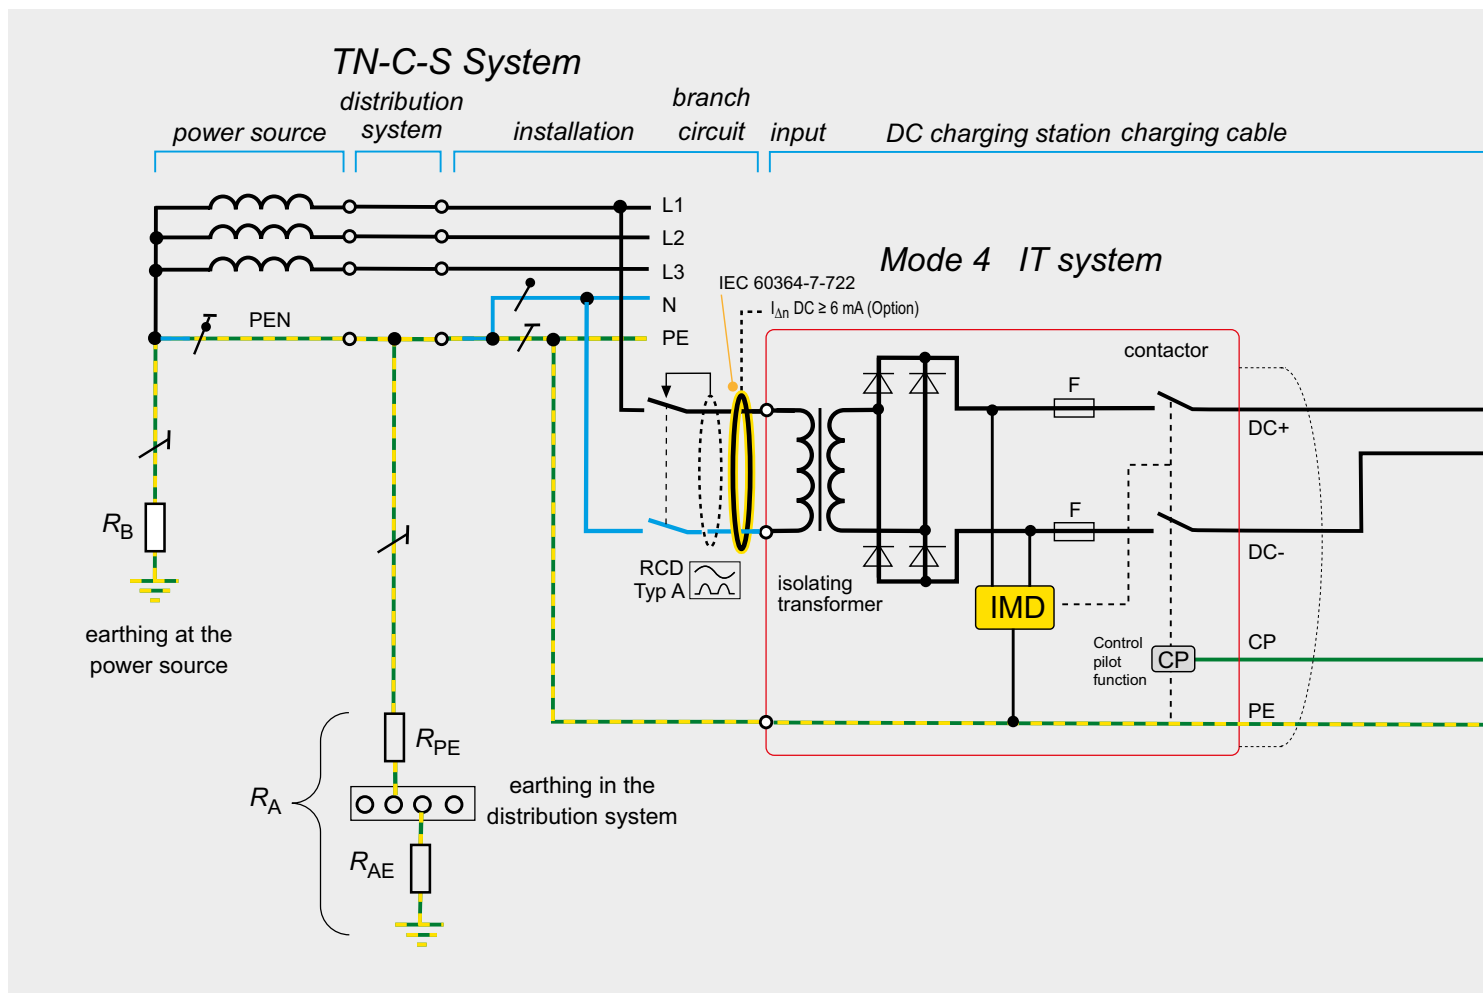 TN-C-S System
distribution
system
branch
circuit
power source
installation
input
DC charging station
charging cable
L1
L2
L3
N
PE
PEN
Mode 4 IT system
IEC 60364-7-722
IΔn DC ≥ 6 mA (Option)
contactor
F
DC+
F
DC-
RB
RCD
Typ A
isolating
transformer
IMD
earthing at the
power source
Control
pilot
function
CP
CP
PE
RPE
RA
earthing in the
distribution system
RAE